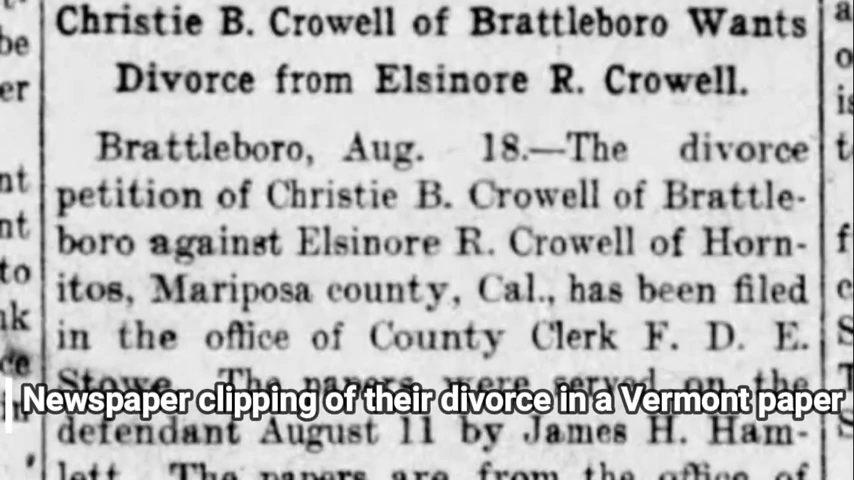 Christie B. Crowell of Brattleboro Wants
Divorce from Elsinore R. Crowell.
Brattleboro, Aug. 18.—The divorce
petition of Christie B. Crowell of Brattle-
boro against Elsinore R. Crowell of Horn-
itos, Mariposa county, Cal., has been filed
in the office of County Clerk F. D. E.
Stowe. The papers were served on the
Newspaper clipping of their divorce in a Vermont paper
defendant August 11 by James H. Ham-
lett. The papers are from the office of